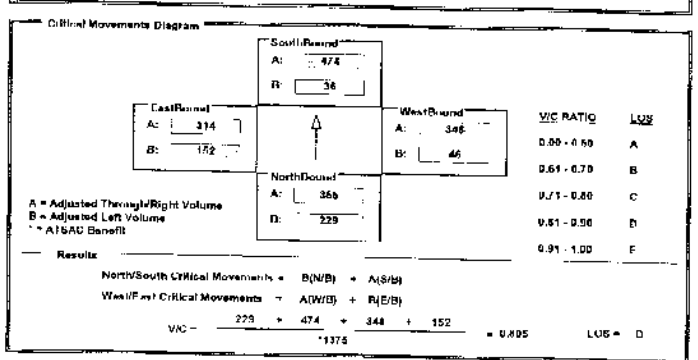 Critical Movements Diagram
SouthBound
A: 474
B: 36
EastBound
A: 314
B: 152
WestBound
A: 348
B: 46
NorthBound
A: 366
B: 229
V/C RATIO LOS
0.00 - 0.60 A
0.61 - 0.70 B
0.71 - 0.80 C
0.81 - 0.90 D
0.91 - 1.00 E
A = Adjusted Through/Right Volume
B = Adjusted Left Volume
* = ATSAC Benefit
Results
North/South Critical Movements = B(N/B) + A(S/B)
West/East Critical Movements = A(W/B) + B(E/B)
V/C = 229 + 474 + 348 + 152
*1375
= 0.805 LOS = D